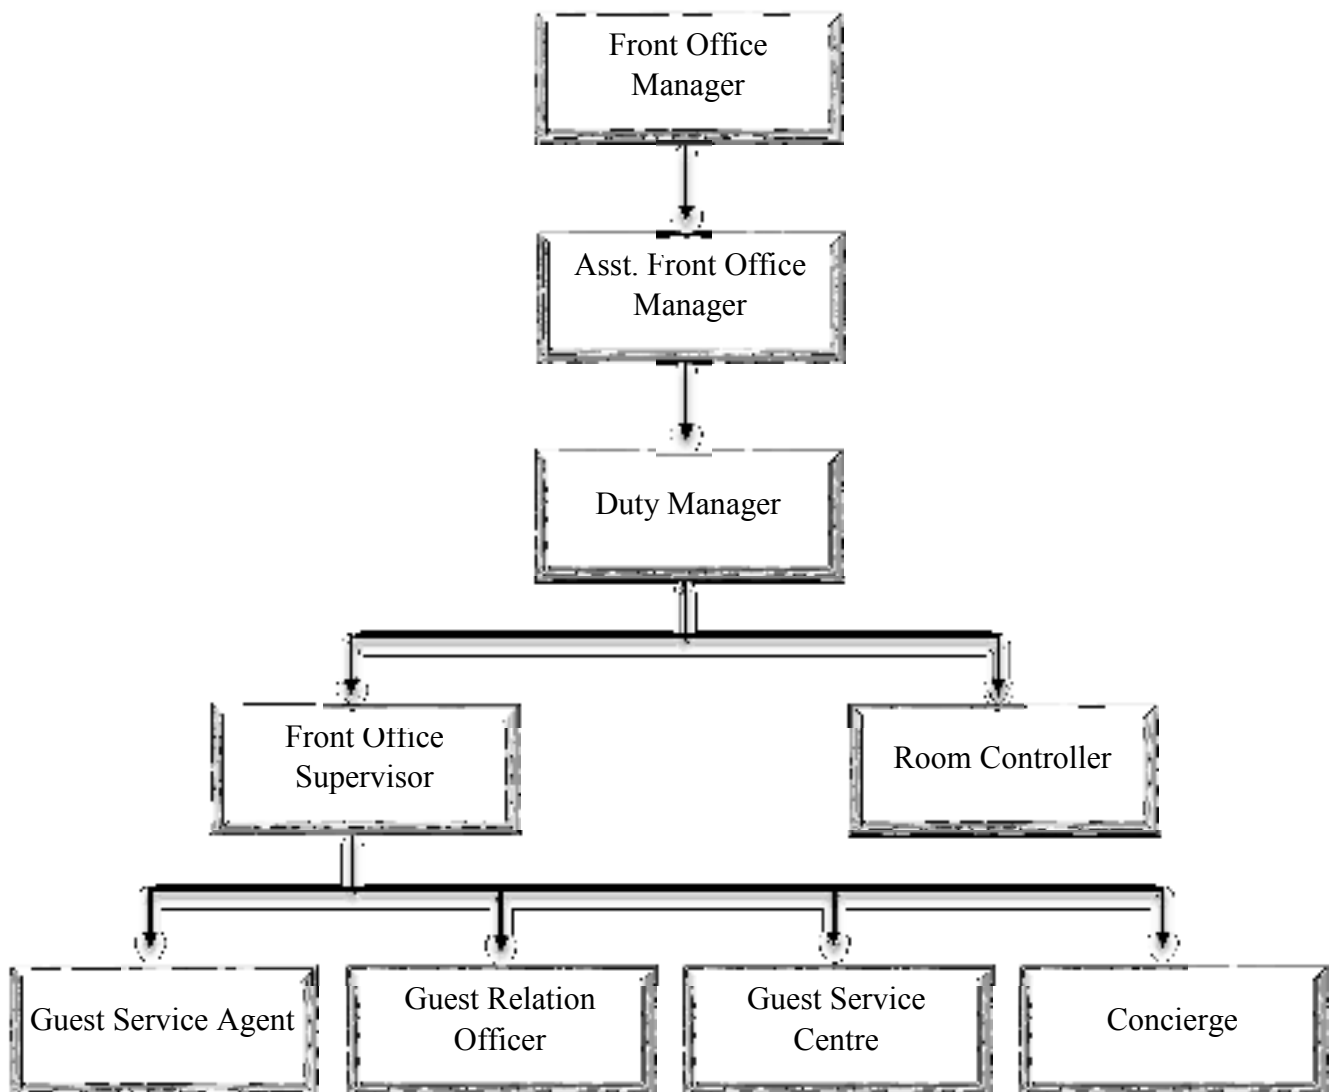 Front Office
Manager
Asst. Front Office
Manager
Duty Manager
Front Office
Supervisor
Room Controller
Guest Service Agent
Guest Relation
Officer
Guest Service
Centre
Concierge